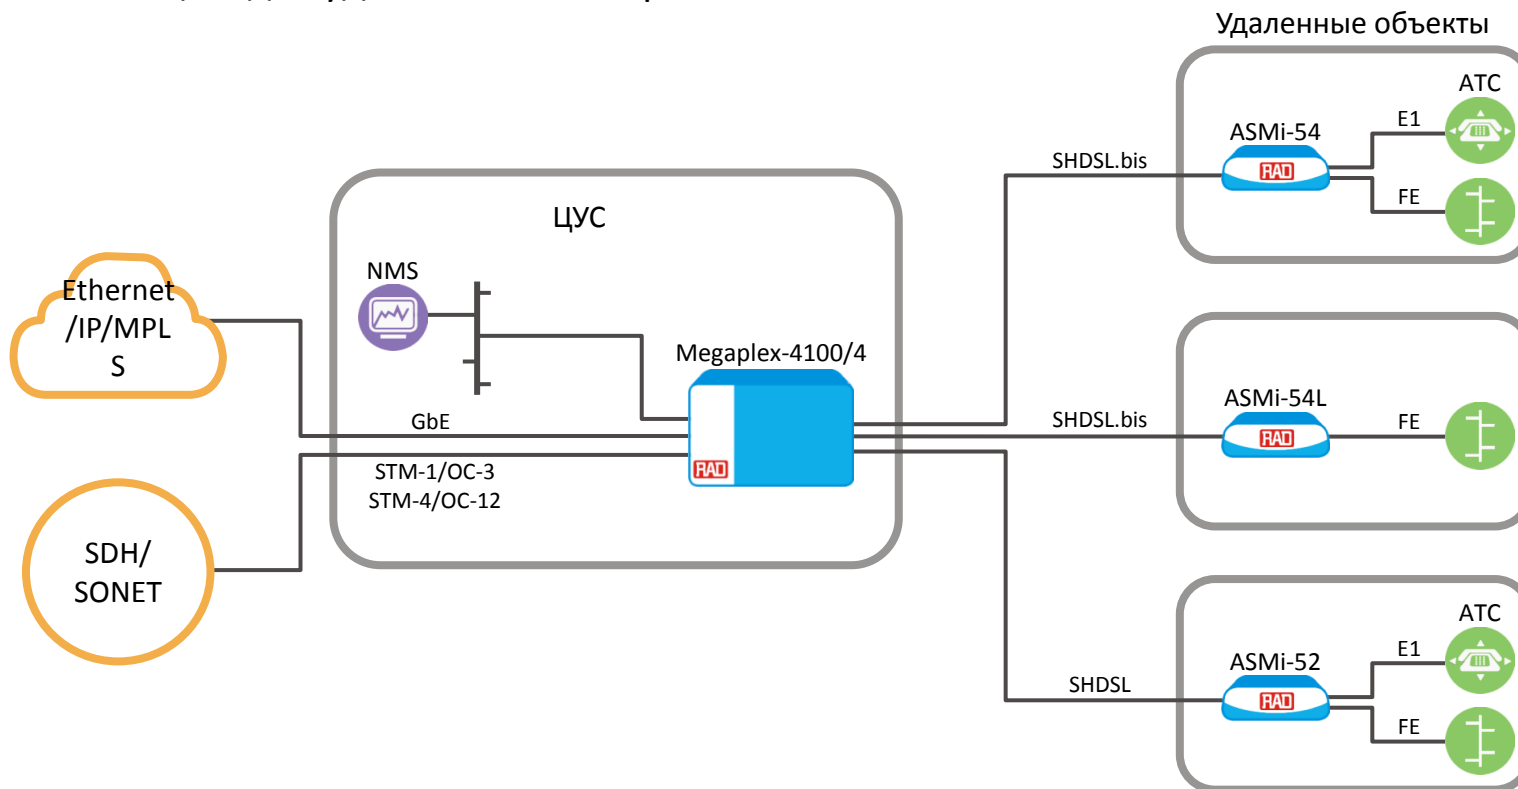 Удаленные объекты
АТС
E1
ASMi-54
SHDSL.bis
FE
ЦУС
NMS
Ethernet
/IP/MPL
S
Megaplex-4100/4
RAD
GbE
STM-1/OC-3
STM-4/OC-12
SDH/
SONET
RAD
SHDSL.bis
ASMi-54L
RAD
FE
АТС
E1
ASMi-52
SHDSL
RAD
FE